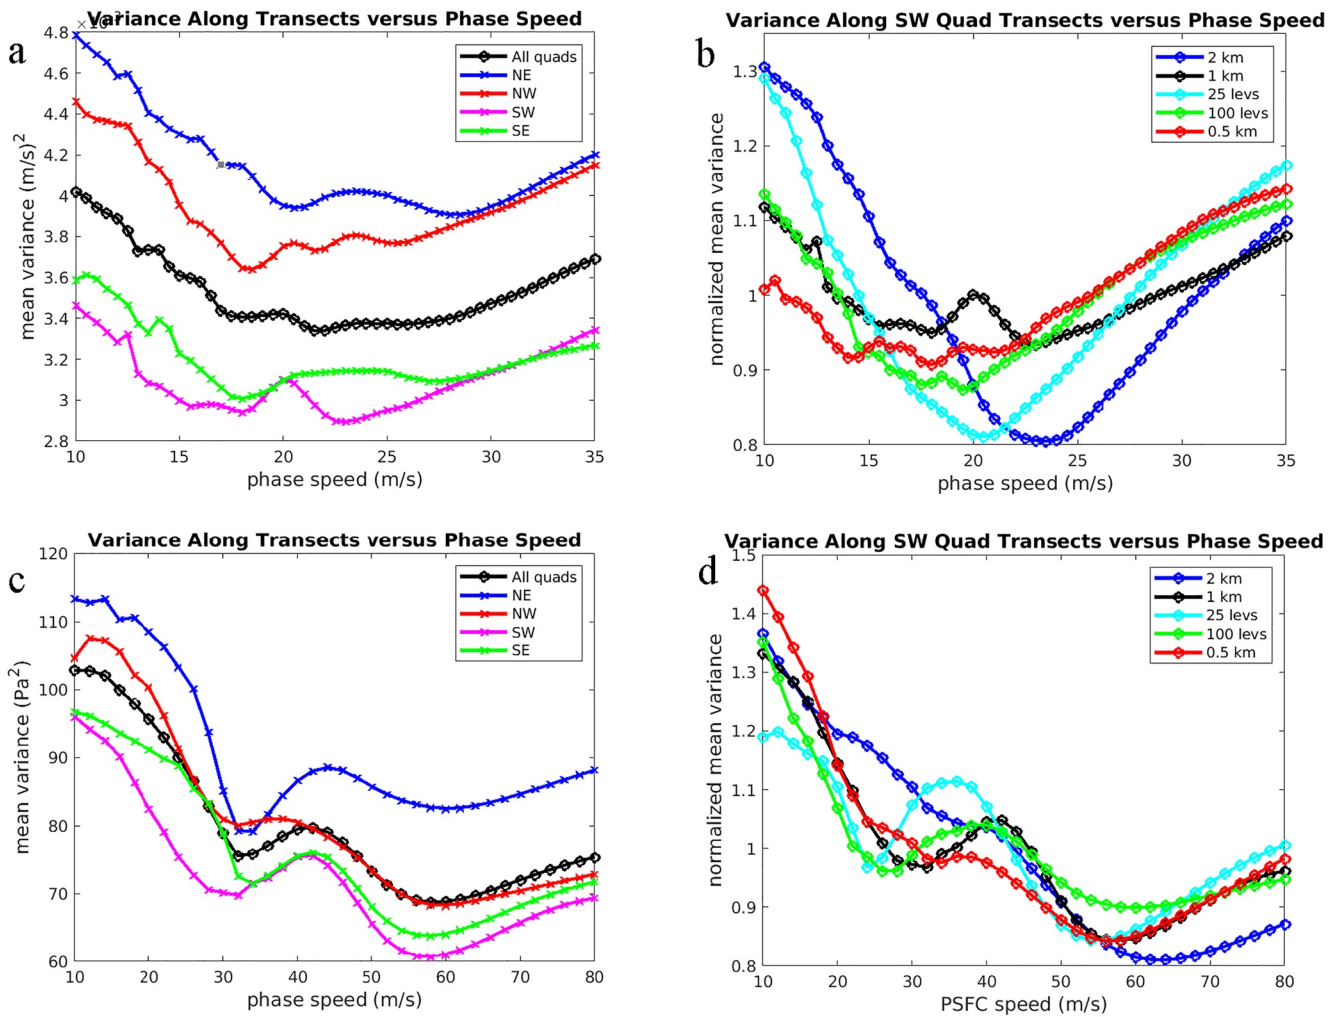 a
Variance Along Transects versus Phase Speed
4.8
4.6
4.4
4.2
4
3.8
3.6
3.4
3.2
3
2.8
mean variance (m/s)^2
All quads
NE
NW
SW
SE
10 15 20 25 30 35
phase speed (m/s)
b
Variance Along SW Quad Transects versus Phase Speed
1.3
1.2
1.1
1
0.9
0.8
normalized mean variance
2 km
1 km
25 levs
100 levs
0.5 km
10 15 20 25 30 35
phase speed (m/s)
c
Variance Along Transects versus Phase Speed
120
110
100
90
80
70
60
mean variance (Pa²)
All quads
NE
NW
SW
SE
10 20 30 40 50 60 70 80
phase speed (m/s)
d
Variance Along SW Quad Transects versus Phase Speed
1.5
1.4
1.3
1.2
1.1
1
0.9
0.8
normalized mean variance
2 km
1 km
25 levs
100 levs
0.5 km
10 20 30 40 50 60 70 80
PSFC speed (m/s)